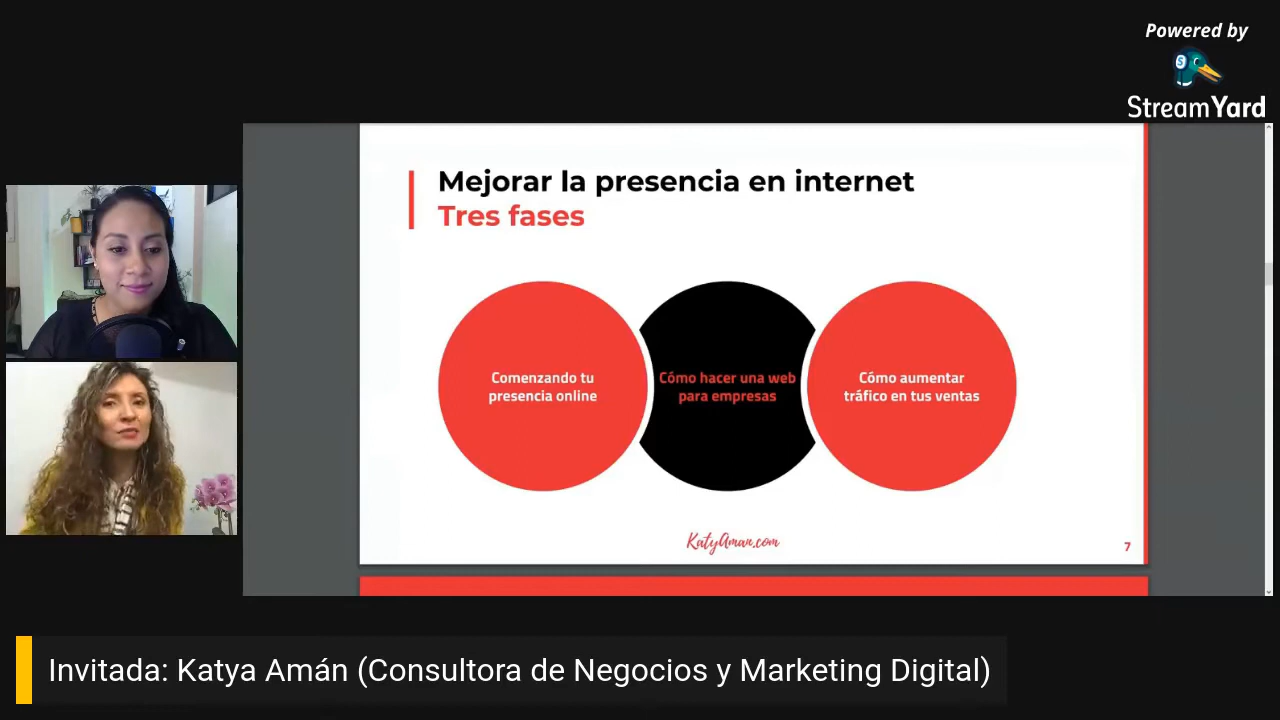 Powered by
StreamYard
Mejorar la presencia en internet
Tres fases
Comenzando tu
presencia online
Cómo hacer una web
para empresas
Cómo aumentar
tráfico en tus ventas
KatyAman.com
7
Invitada: Katya Amán (Consultora de Negocios y Marketing Digital)